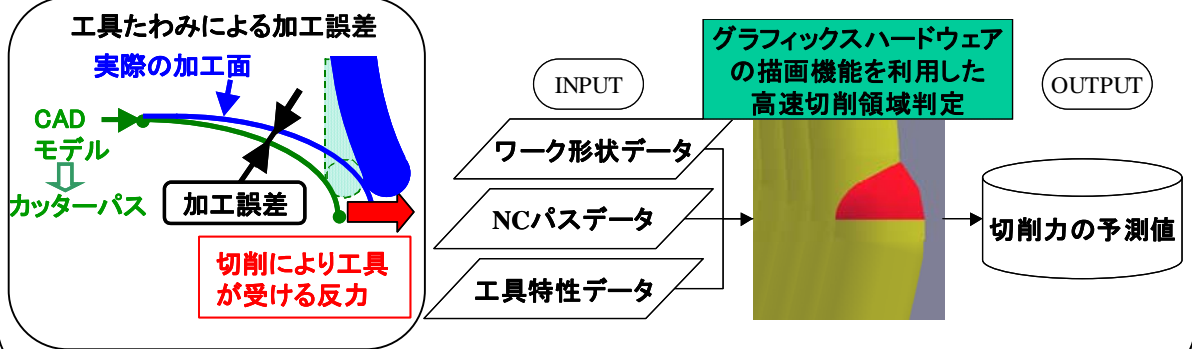 工具たわみによる加工誤差
実際の加工面
CAD
モデル
カッターパス
加工誤差
切削により工具
が受ける反力
INPUT
ワーク形状データ
NCパスデータ
工具特性データ
グラフィックスハードウェア
の描画機能を利用した
高速切削領域判定
OUTPUT
切削力の予測値